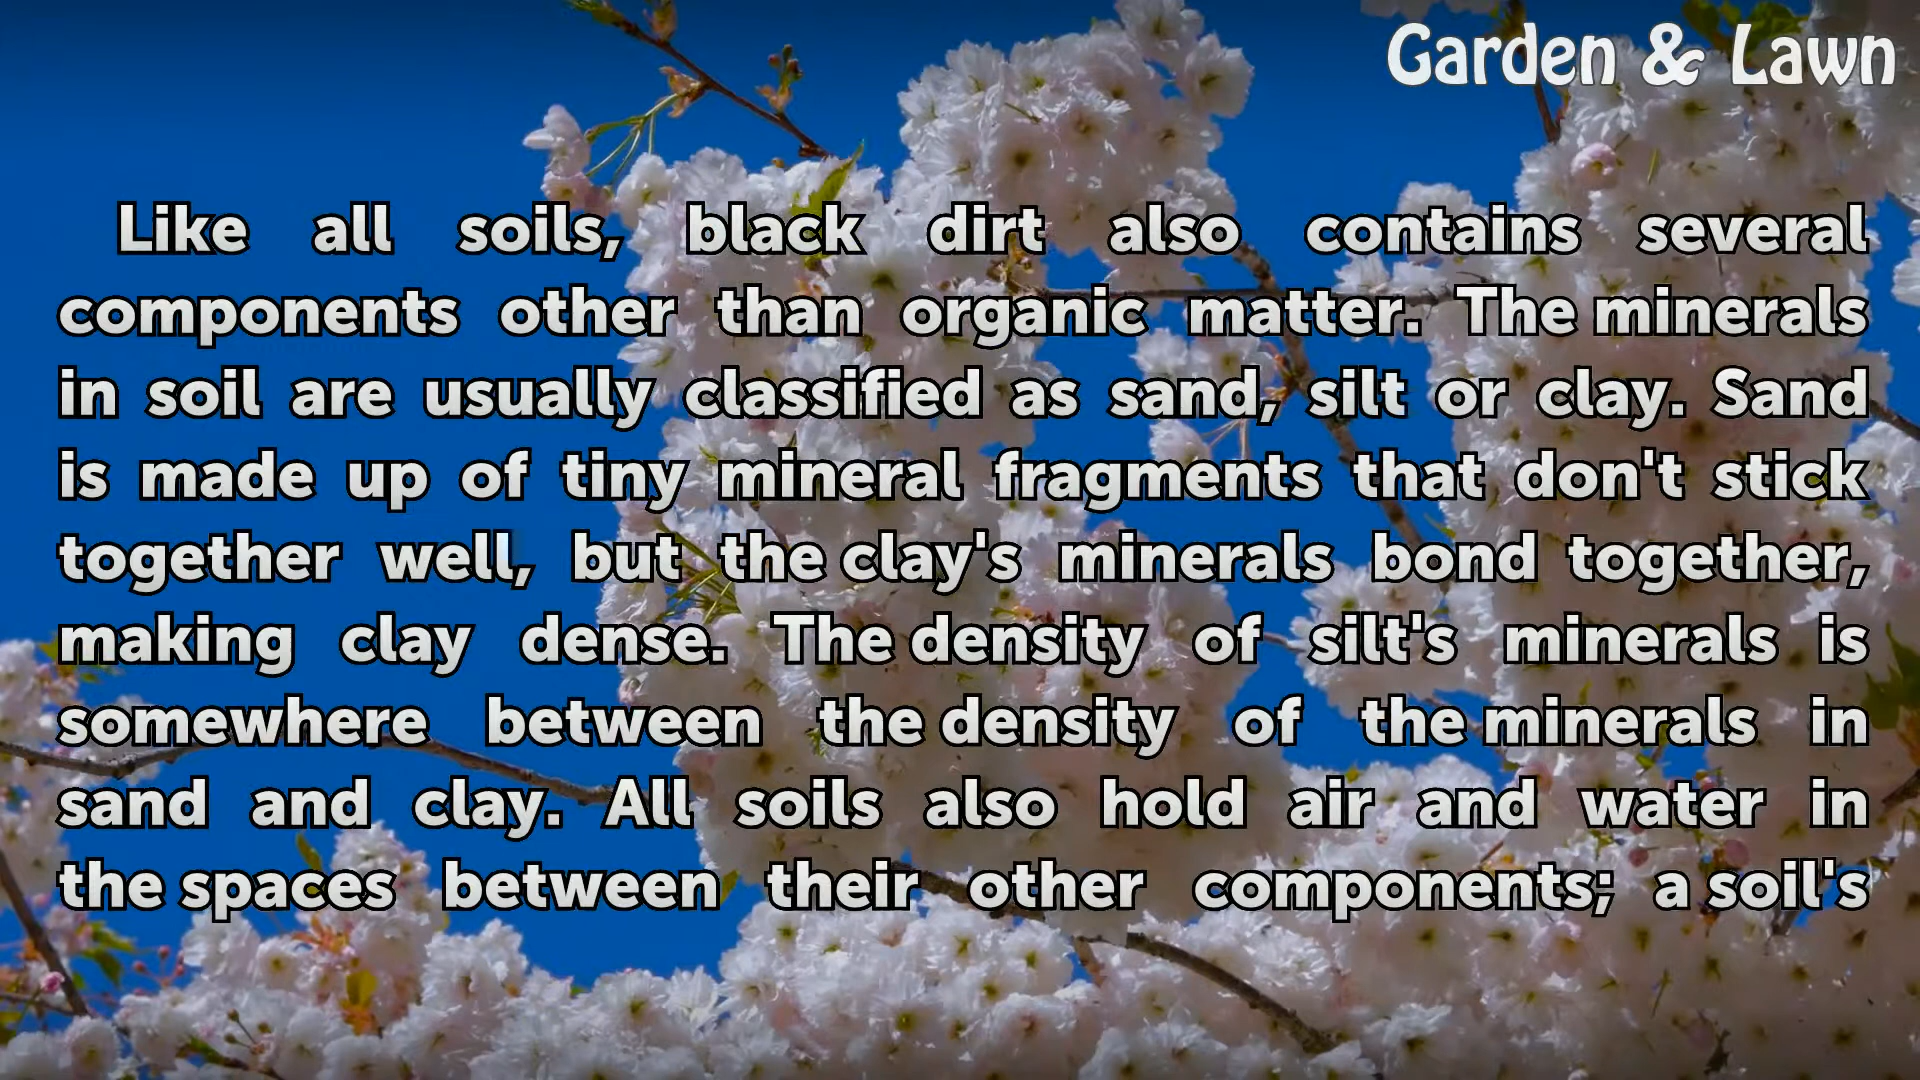 Garden & Lawn
Like all soils, black dirt also contains several
components other than organic matter. The minerals
in soil are usually classified as sand, silt or clay. Sand
is made up of tiny mineral fragments that don't stick
together well, but the clay's minerals bond together,
making clay dense. The density of silt's minerals is
somewhere between the density of the minerals in
sand and clay. All soils also hold air and water in
the spaces between their other components; a soil's